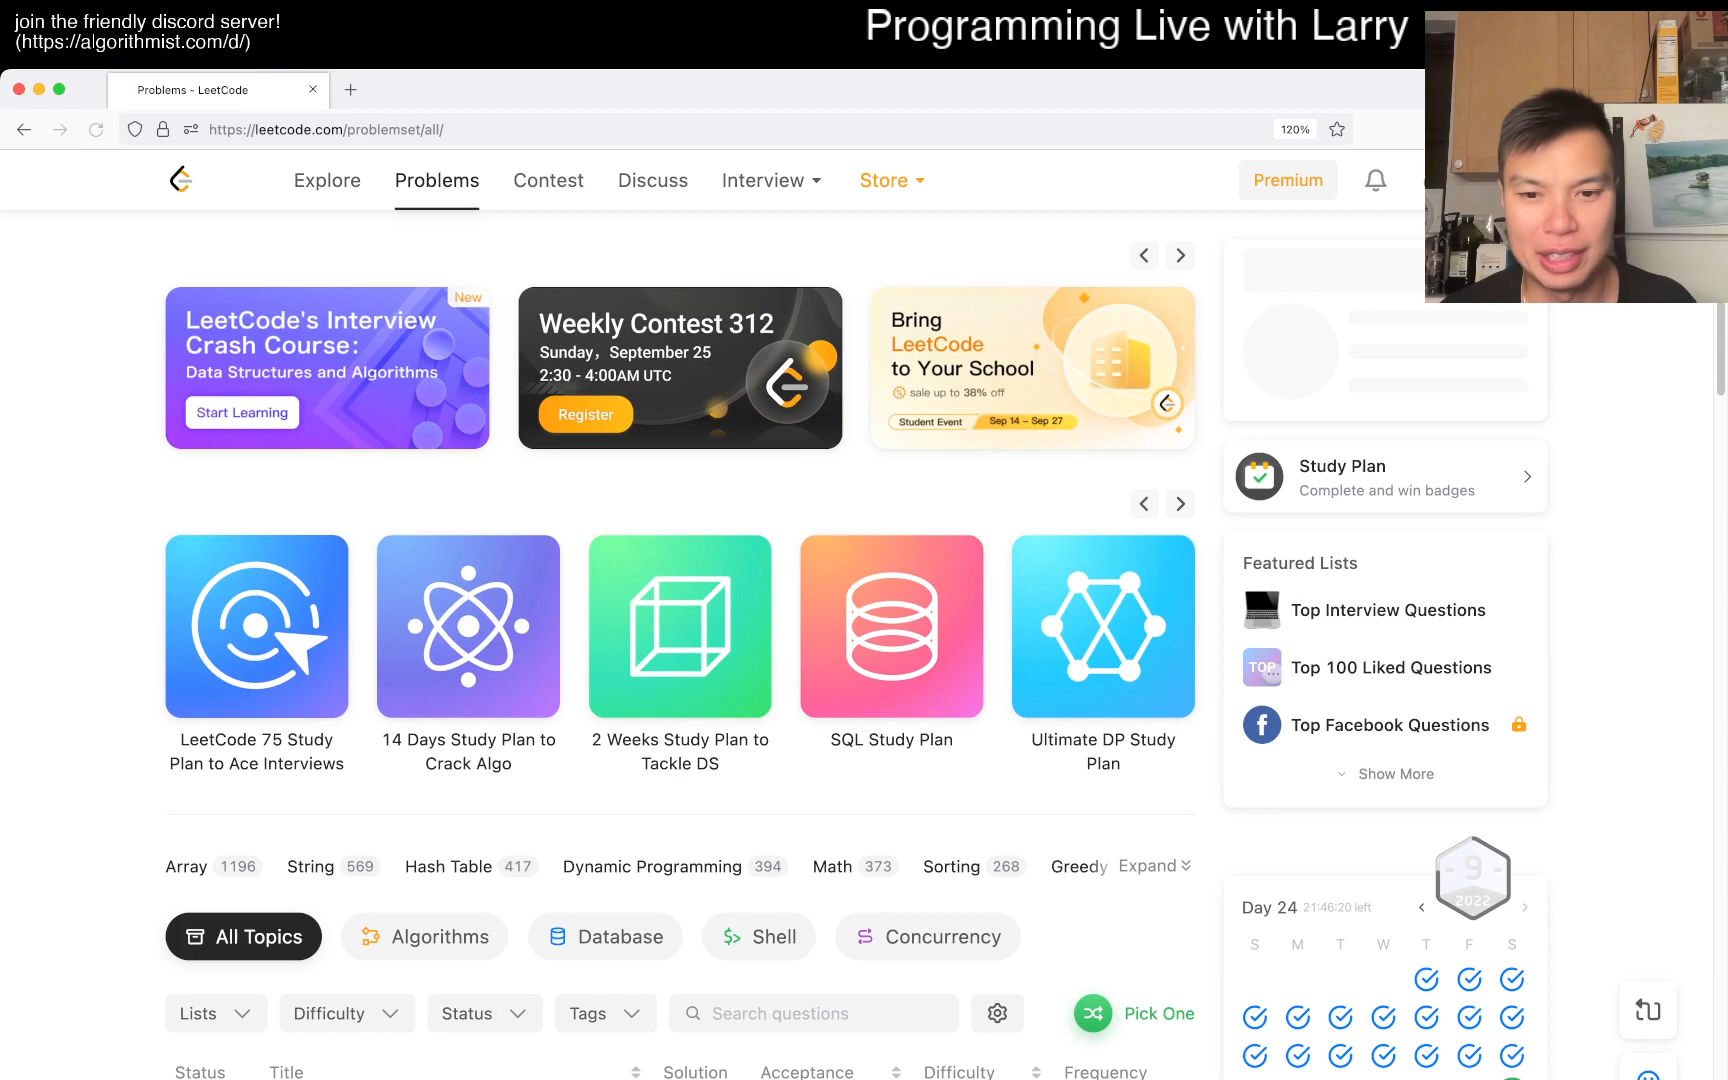 join the friendly discord server!
(https://algorithmist.com/d/)
Programming Live with Larry
Problems - LeetCode
https://leetcode.com/problemset/all/
120%
Explore
Problems
Contest
Discuss
Interview
Store
Premium
New
LeetCode's Interview
Crash Course:
Data Structures and Algorithms
Start Learning
Weekly Contest 312
Sunday, September 25
2:30 - 4:00AM UTC
Register
Bring
LeetCode
to Your School
sale up to 38% off
Student Event
Sep 14 – Sep 27
Study Plan
Complete and win badges
Featured Lists
Top Interview Questions
TOP
Top 100 Liked Questions
f
Top Facebook Questions
Show More
LeetCode 75 Study
Plan to Ace Interviews
14 Days Study Plan to
Crack Algo
2 Weeks Study Plan to
Tackle DS
SQL Study Plan
Ultimate DP Study
Plan
Array 1196
String 569
Hash Table 417
Dynamic Programming 394
Math 373
Sorting 268
Greedy
Expand
All Topics
Algorithms
Database
Shell
Concurrency
Lists
Difficulty
Status
Tags
Search questions
Pick One
Status
Title
Solution
Acceptance
Difficulty
Frequency
Day 24 21:46:20 left
9
2022
S M T W T F S